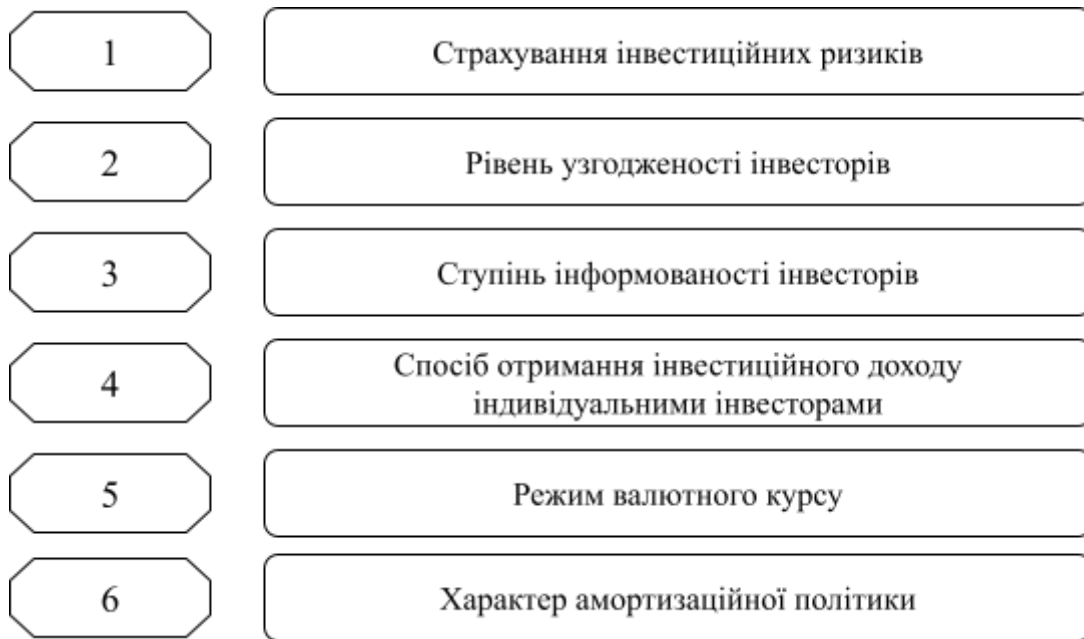 1
Страхування інвестиційних ризиків
2
Рівень узгодженості інвесторів
3
Ступінь інформованості інвесторів
4
Спосіб отримання інвестиційного доходу
індивідуальними інвесторами
5
Режим валютного курсу
6
Характер амортизаційної політики